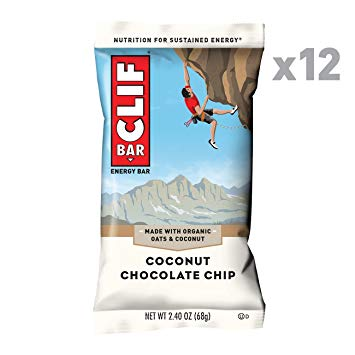 NUTRITION FOR SUSTAINED ENERGY®
x12
CLIF
BAR
ENERGY BAR
MADE WITH ORGANIC
OATS & COCONUT
COCONUT
CHOCOLATE CHIP
NET WT 2.40 OZ (68g)